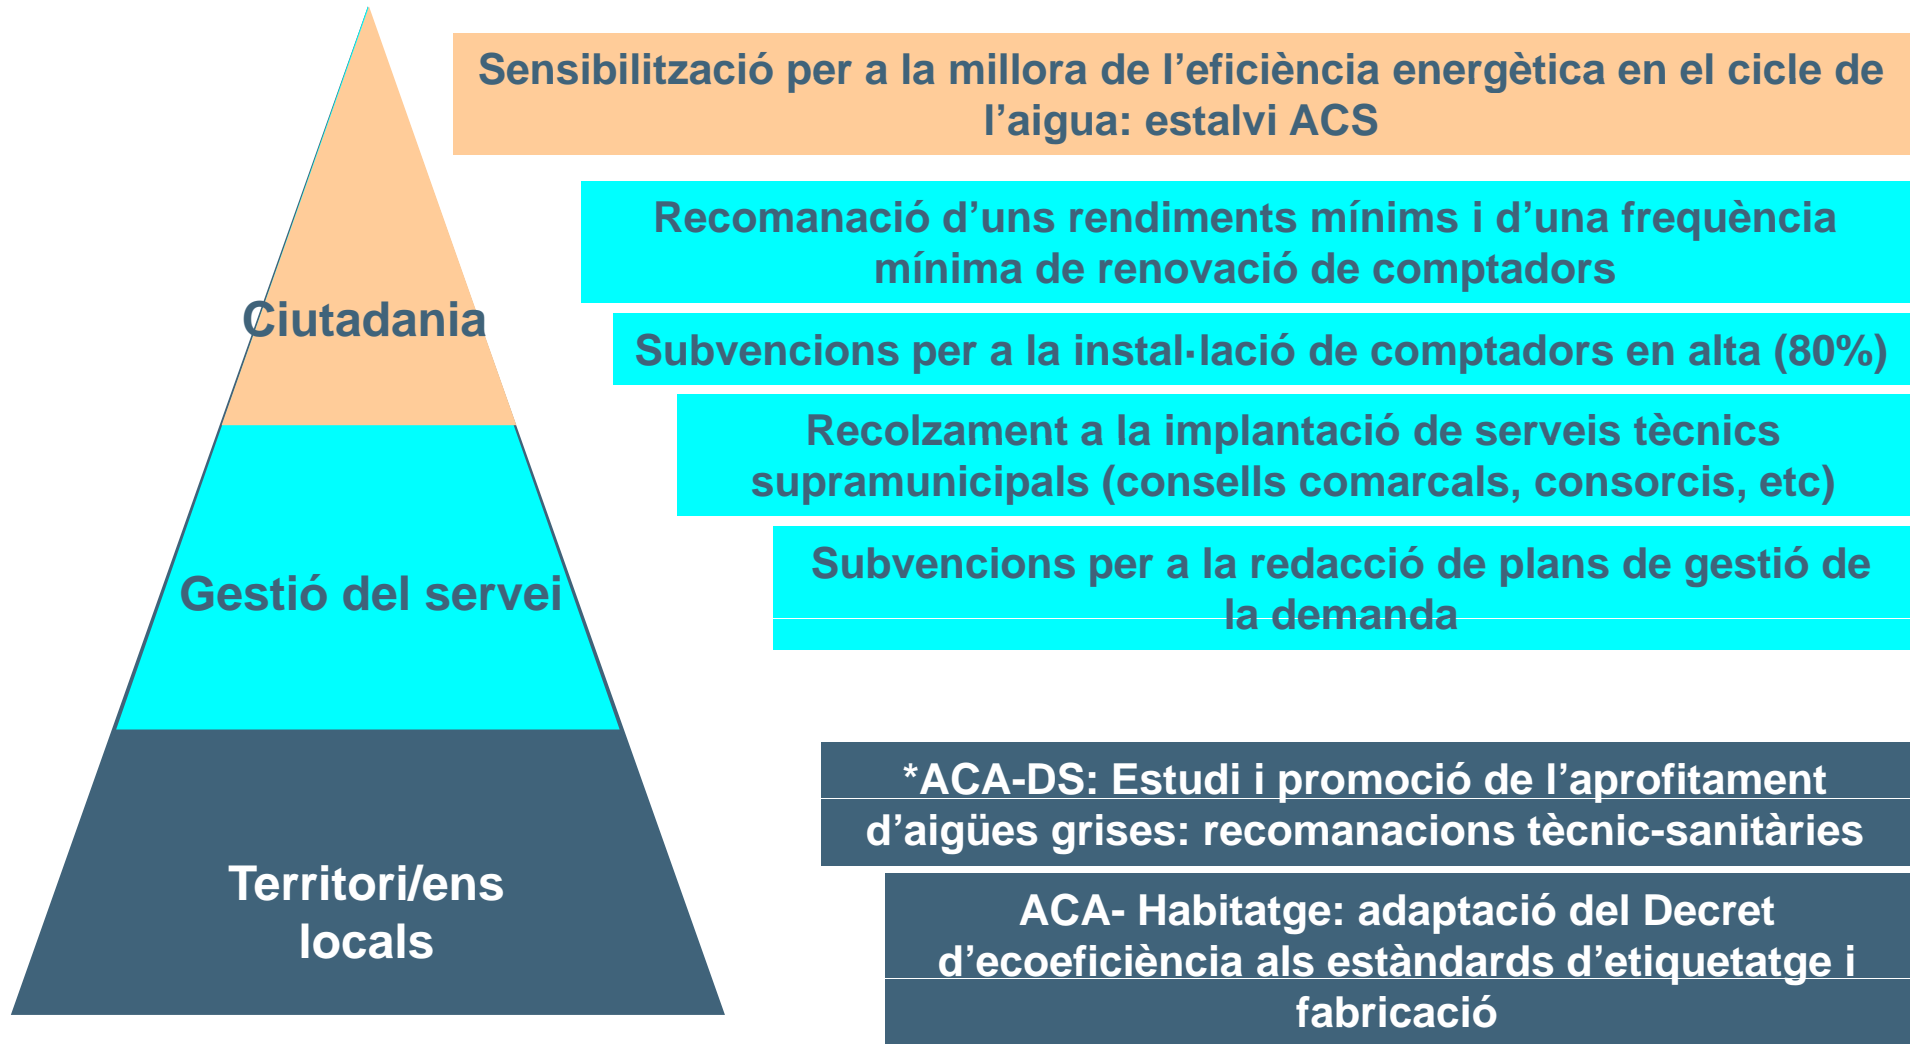 Sensibilització per a la millora de l’eficiència energètica en el cicle de
l’aigua: estalvi ACS
Recomanació d’uns rendiments mínims i d’una frequència
mínima de renovació de comptadors
Ciutadania
Subvencions per a la instal·lació de comptadors en alta (80%)
Recolzament a la implantació de serveis tècnics
supramunicipals (consells comarcals, consorcis, etc)
Gestió del servei
Subvencions per a la redacció de plans de gestió de
la demanda
*ACA-DS: Estudi i promoció de l’aprofitament
d’aigües grises: recomanacions tècnic-sanitàries
Territori/ens
locals
ACA- Habitatge: adaptació del Decret
d’ecoeficiència als estàndards d’etiquetatge i
fabricació